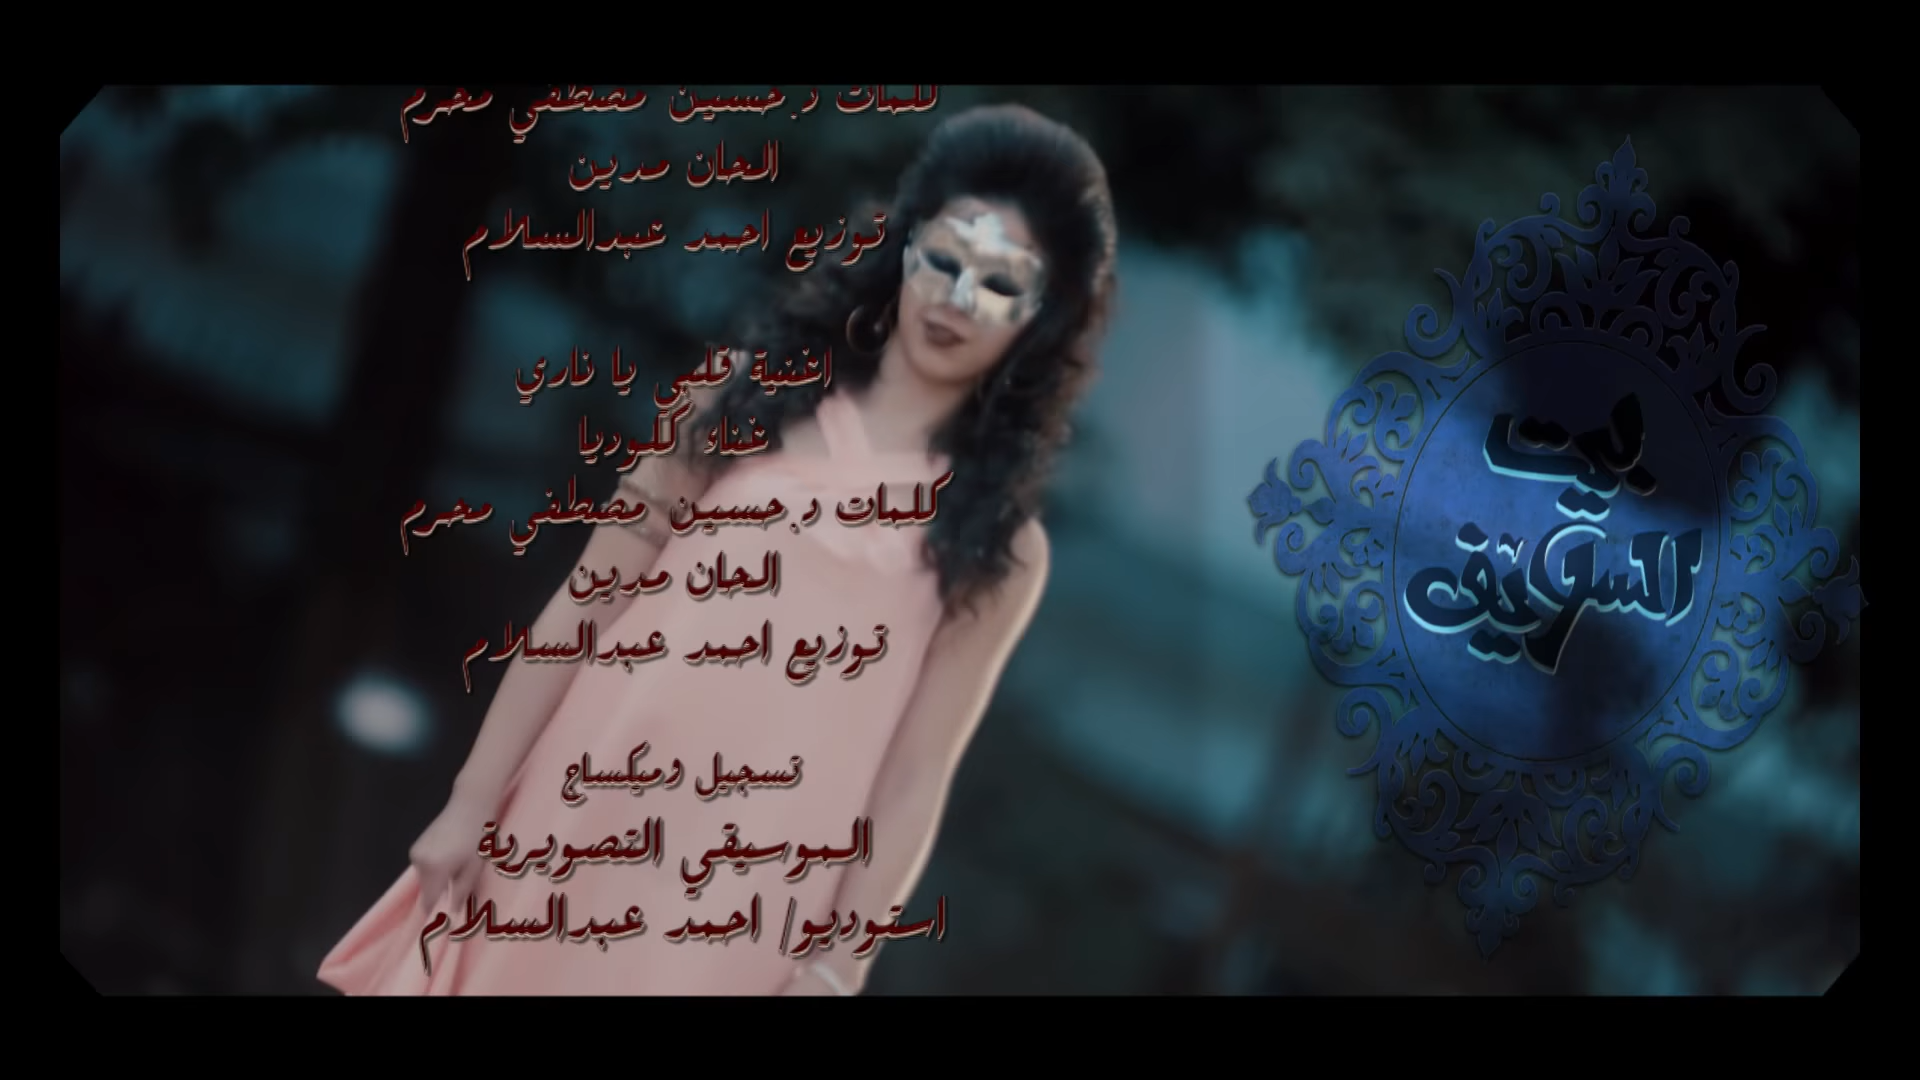 كلمات د.حسين مصطفي محرم
الحان مدين
توزيع احمد عبدالسلام
اغنية قلبي يا ناري
غناء كلوديا
كلمات د.حسين مصطفي محرم
الحان مدين
توزيع احمد عبدالسلام
تسجيل وميكساج
الموسيقي التصويرية
استوديو/ احمد عبدالسلام
بيت
السويفي